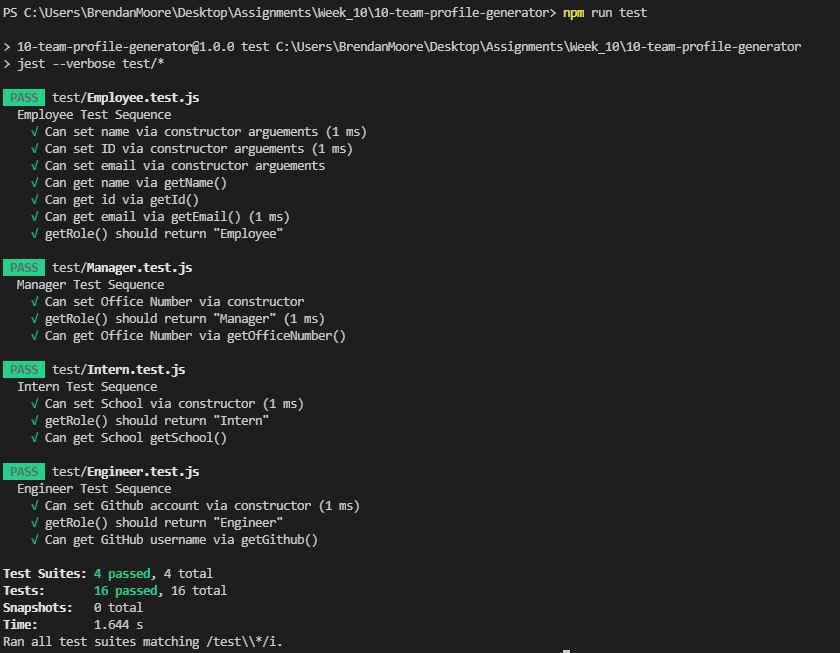 PS C:\Users\BrendanMoore\Desktop\Assignments\Week_10\10-team-profile-generator> npm run test
> 10-team-profile-generator@1.0.0 test C:\Users\BrendanMoore\Desktop\Assignments\Week_10\10-team-profile-generator
> jest --verbose test/*
PASS test/Employee.test.js
Employee Test Sequence
√ Can set name via constructor arguements (1 ms)
√ Can set ID via constructor arguements (1 ms)
√ Can set email via constructor arguements
√ Can get name via getName()
√ Can get id via getId()
√ Can get email via getEmail() (1 ms)
√ getRole() should return "Employee"
PASS test/Manager.test.js
Manager Test Sequence
√ Can set Office Number via constructor
√ getRole() should return "Manager" (1 ms)
√ Can get Office Number via getOfficeNumber()
PASS test/Intern.test.js
Intern Test Sequence
√ Can set School via constructor (1 ms)
√ getRole() should return "Intern"
√ Can get School getSchool()
PASS test/Engineer.test.js
Engineer Test Sequence
√ Can set Github account via constructor (1 ms)
√ getRole() should return "Engineer"
√ Can get GitHub username via getGithub()
Test Suites: 4 passed, 4 total
Tests: 16 passed, 16 total
Snapshots: 0 total
Time: 1.644 s
Ran all test suites matching /test\\*/i.